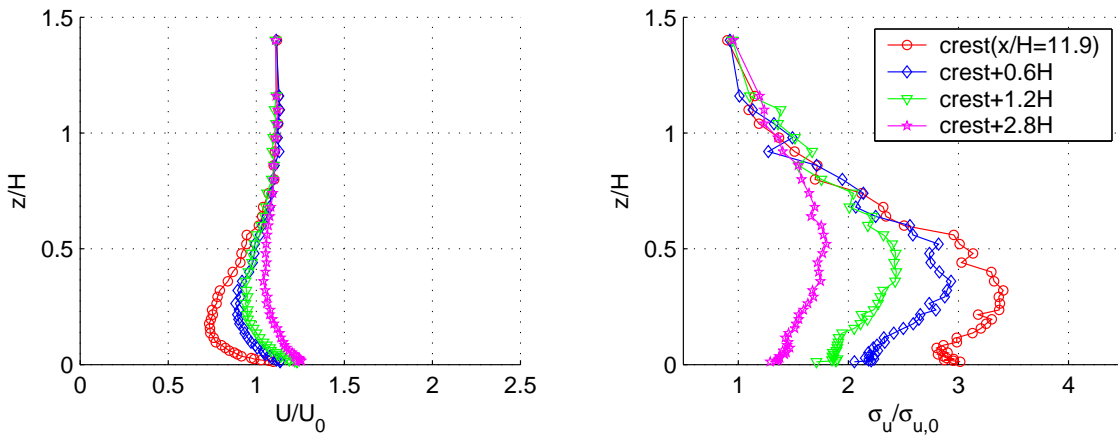 1.5
1
0.5
0
z/H
0 0.5 1 1.5 2 2.5
U/U0
1.5
1
0.5
0
z/H
1 2 3 4
σu/σu,0
crest(x/H=11.9)
crest+0.6H
crest+1.2H
crest+2.8H